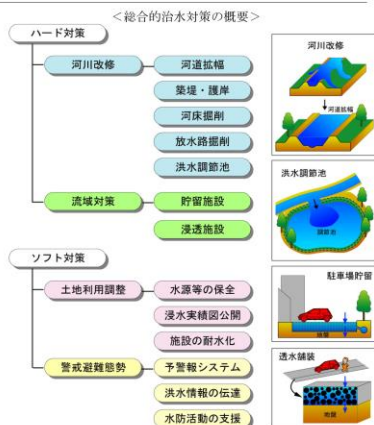 <総合的治水対策の概要>
ハード対策
河川改修
河道拡幅
築堤・護岸
河床掘削
放水路掘削
洪水調節池
流域対策
貯留施設
浸透施設
ソフト対策
土地利用調整
水源等の保全
浸水実績図公開
施設の耐水化
警戒避難態勢
予警報システム
洪水情報の伝達
水防活動の支援
河川改修
河道拡幅
洪水調節池
調節池
駐車場貯留
透水舗装
地層